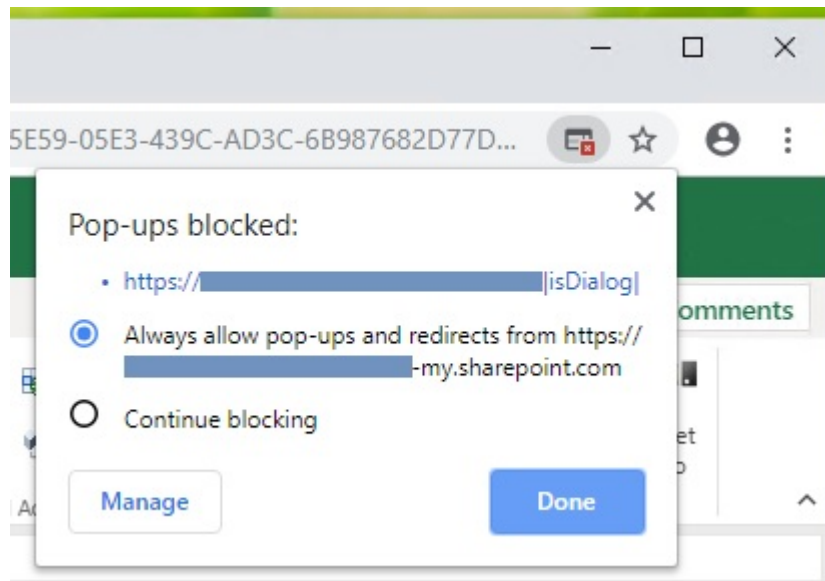 5E59-05E3-439C-AD3C-6B987682D77D...
Pop-ups blocked:
https:// |isDialog|
Always allow pop-ups and redirects from https://
-my.sharepoint.com
omments
Continue blocking
et
Manage
Done